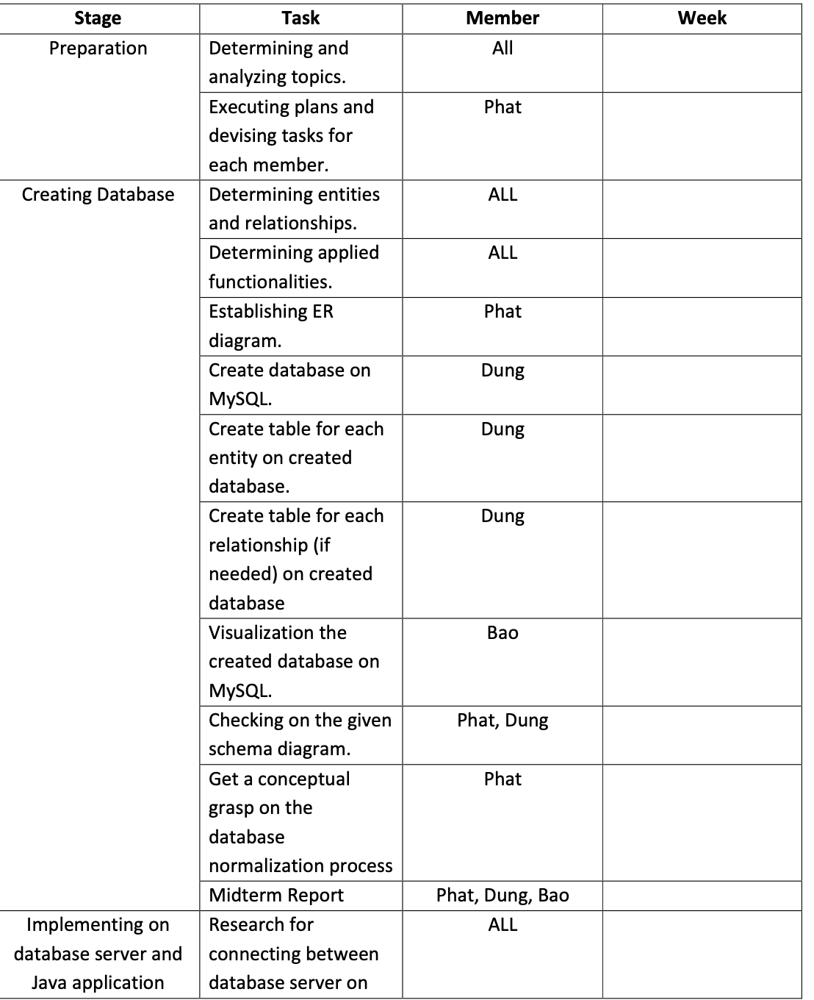 Stage Task Member Week
Preparation Determining and All
analyzing topics.
Executing plans and Phat
devising tasks for
each member.
Creating Database Determining entities ALL
and relationships.
Determining applied ALL
functionalities.
Establishing ER Phat
diagram.
Create database on Dung
MySQL.
Create table for each Dung
entity on created
database.
Create table for each Dung
relationship (if
needed) on created
database
Visualization the Bao
created database on
MySQL.
Checking on the given Phat, Dung
schema diagram.
Get a conceptual Phat
grasp on the
database
normalization process
Midterm Report Phat, Dung, Bao
Implementing on Research for ALL
database server and connecting between
Java application database server on